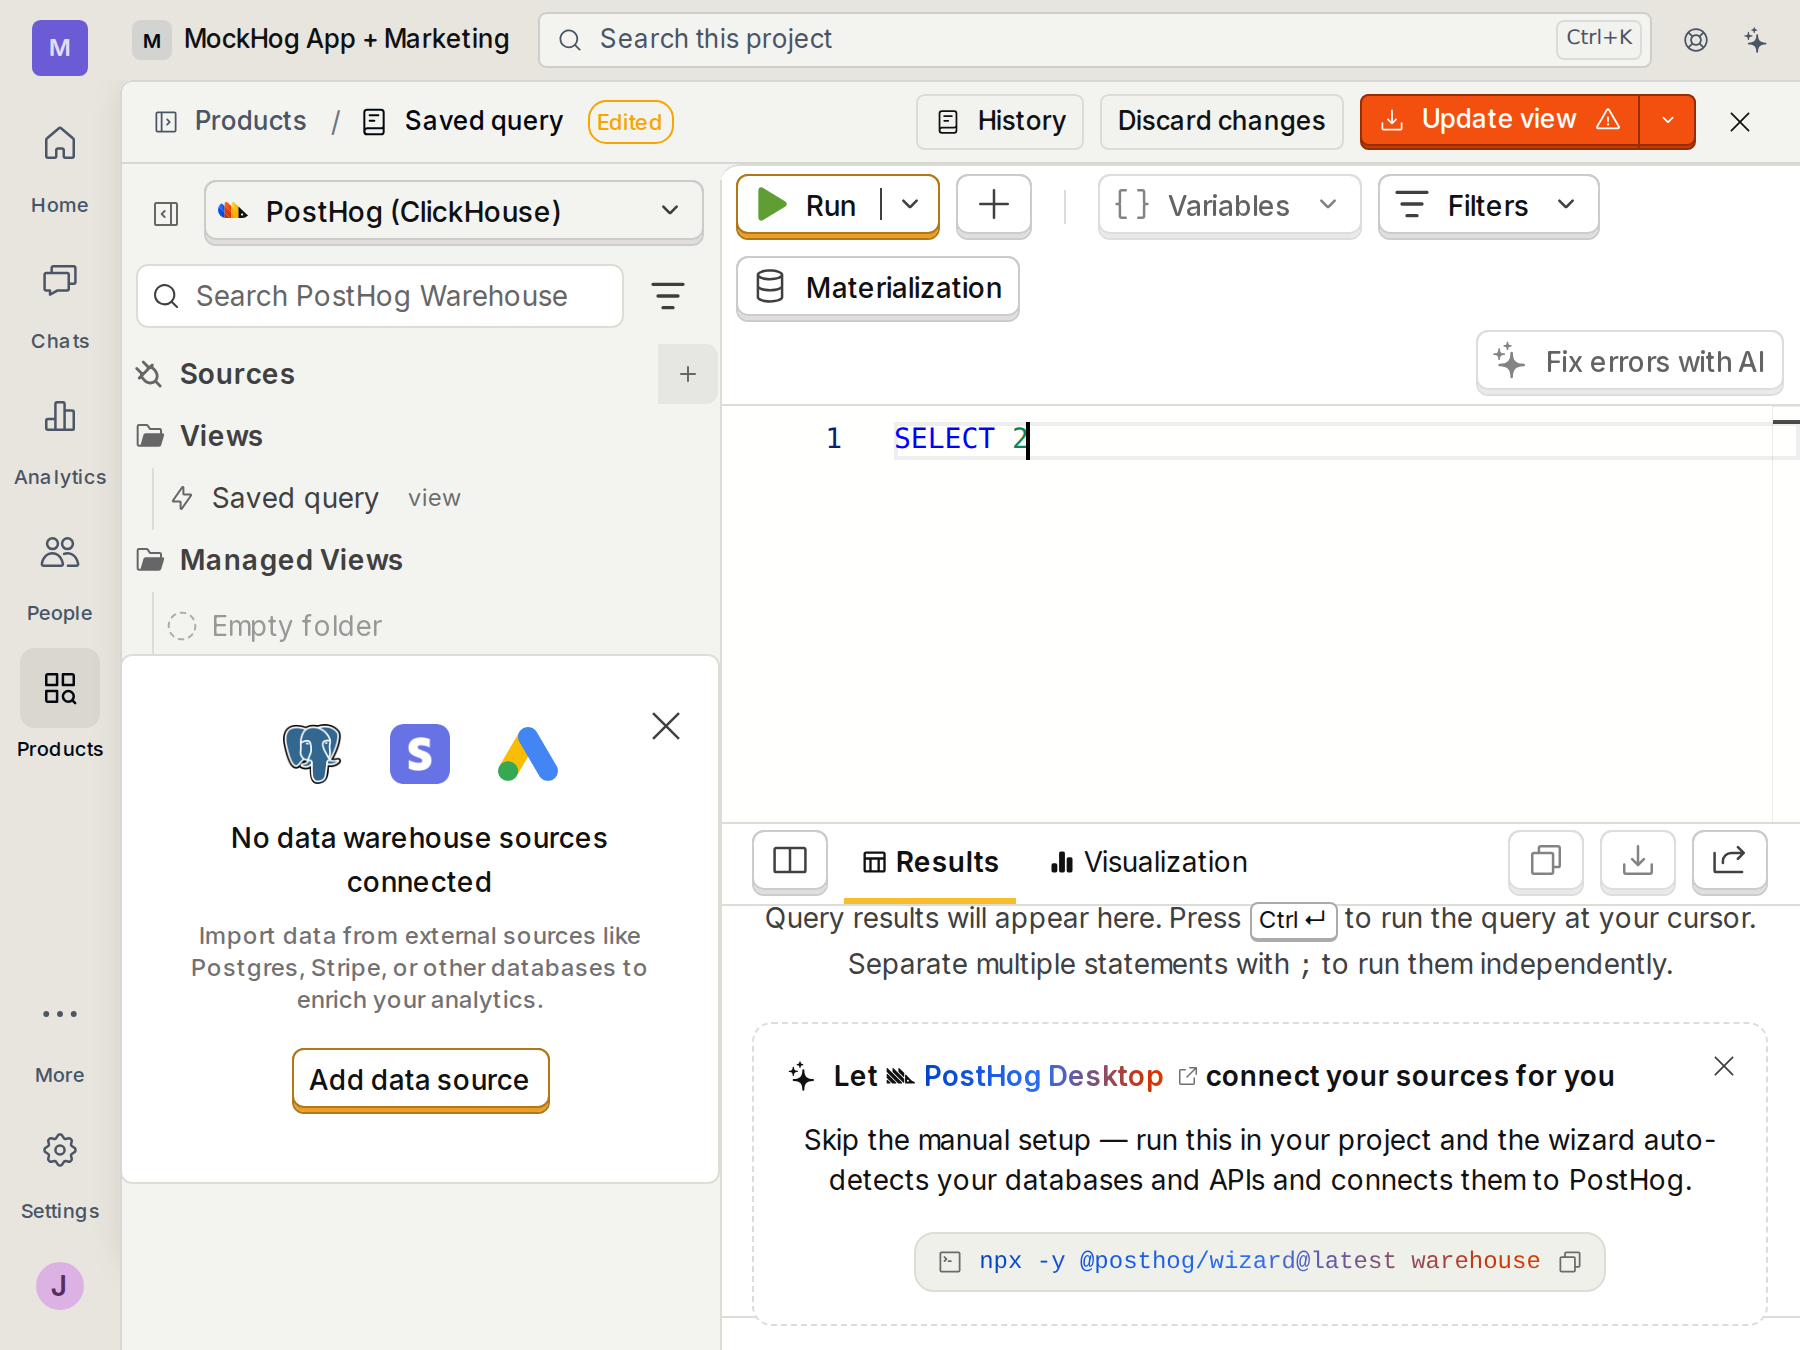 M
M MockHog App + Marketing
Search this project
Ctrl+K
Home
Chats
Analytics
People
Products
More
Settings
J
Products / Saved query Edited
History
Discard changes
Update view
PostHog (ClickHouse)
Search PostHog Warehouse
Sources
Views
Saved query view
Managed Views
Empty folder
No data warehouse sources
connected
Import data from external sources like
Postgres, Stripe, or other databases to
enrich your analytics.
Add data source
Run
Variables
Filters
Materialization
Fix errors with AI
1 SELECT 2
Results
Visualization
Query results will appear here. Press Ctrl ↵ to run the query at your cursor.
Separate multiple statements with ; to run them independently.
Let PostHog Desktop connect your sources for you
Skip the manual setup — run this in your project and the wizard auto-
detects your databases and APIs and connects them to PostHog.
npx -y @posthog/wizard@latest warehouse